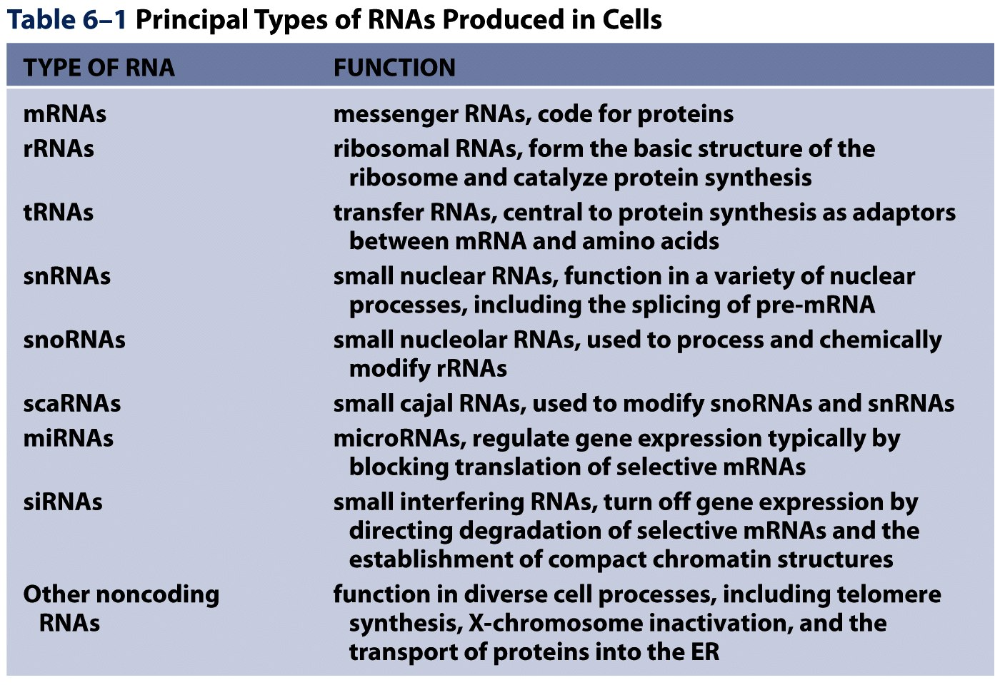 Table 6–1 Principal Types of RNAs Produced in Cells
TYPE OF RNA FUNCTION
mRNAs messenger RNAs, code for proteins
rRNAs ribosomal RNAs, form the basic structure of the
ribosome and catalyze protein synthesis
tRNAs transfer RNAs, central to protein synthesis as adaptors
between mRNA and amino acids
snRNAs small nuclear RNAs, function in a variety of nuclear
processes, including the splicing of pre-mRNA
snoRNAs small nucleolar RNAs, used to process and chemically
modify rRNAs
scaRNAs small cajal RNAs, used to modify snoRNAs and snRNAs
miRNAs microRNAs, regulate gene expression typically by
blocking translation of selective mRNAs
siRNAs small interfering RNAs, turn off gene expression by
directing degradation of selective mRNAs and the
establishment of compact chromatin structures
Other noncoding function in diverse cell processes, including telomere
RNAs synthesis, X-chromosome inactivation, and the
transport of proteins into the ER